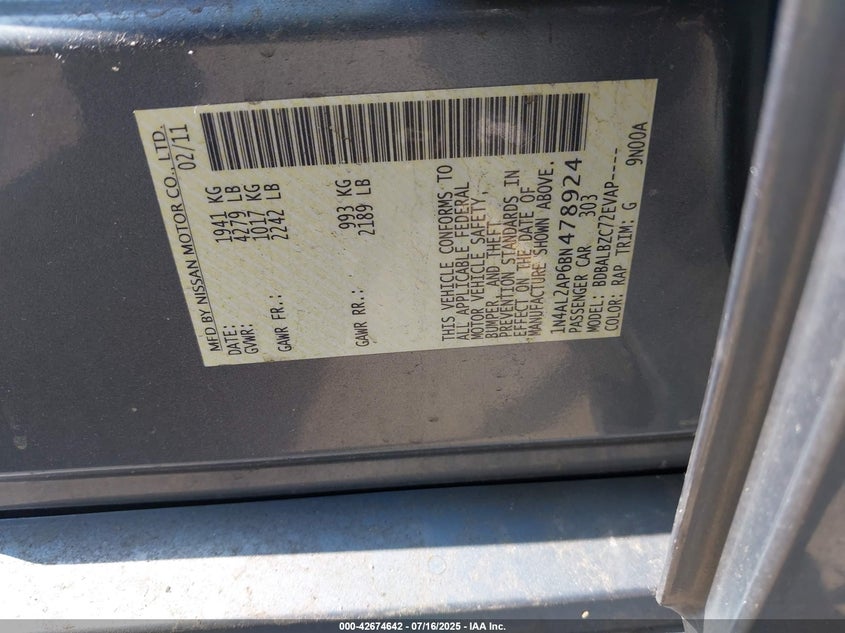 MFD BY NISSAN MOTOR CO., LTD.
DATE: 02/11
GVWR: 1941 KG
4279 LB
GAWR FR.: 1017 KG
2242 LB
GAWR RR.: 993 KG
2189 LB
THIS VEHICLE CONFORMS TO
ALL APPLICABLE FEDERAL
MOTOR VEHICLE SAFETY,
BUMPER, AND THEFT
PREVENTION STANDARDS IN
EFFECT ON THE DATE OF
MANUFACTURE SHOWN ABOVE.
1N4AL2AP6BN478924
PASSENGER CAR 303
MODEL: BDBALBZC72EVAP-----
COLOR: RAP TRIM: G 9N00A
000-42674642 / 07/16/2025 - IAA Inc.